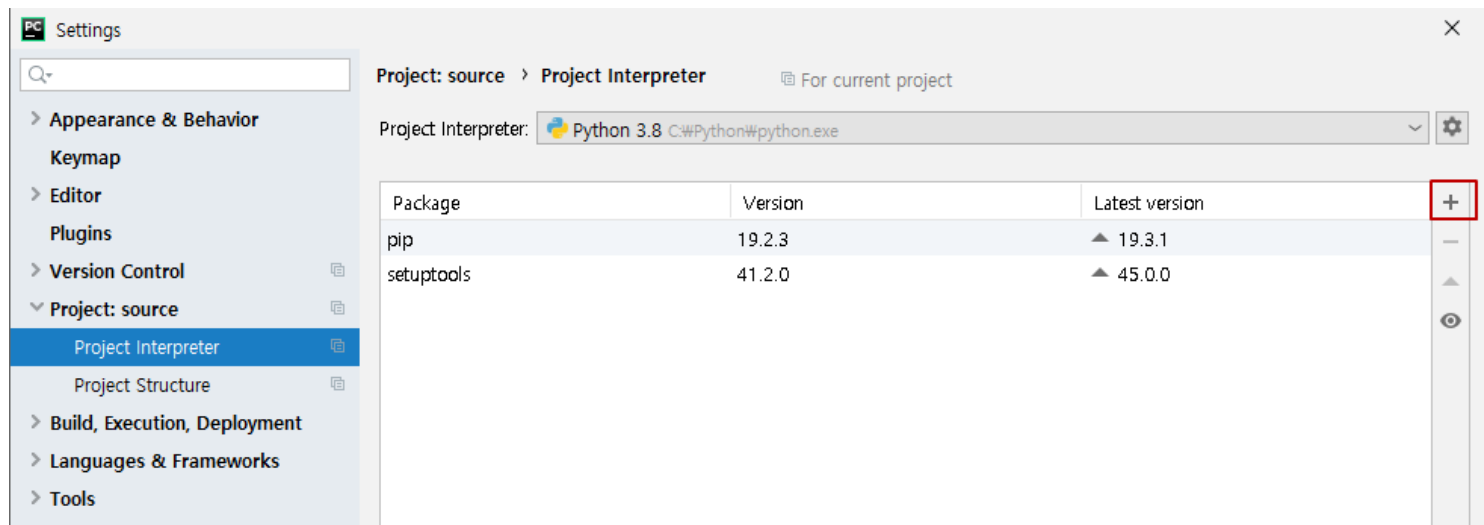 PC Settings
Project: source > Project Interpreter For current project
Appearance & Behavior
Project Interpreter: Python 3.8 C:₩Python₩python.exe
Keymap
Editor
Package Version Latest version
Plugins
pip 19.2.3 19.3.1
Version Control
setuptools 41.2.0 45.0.0
Project: source
Project Interpreter
Project Structure
Build, Execution, Deployment
Languages & Frameworks
Tools